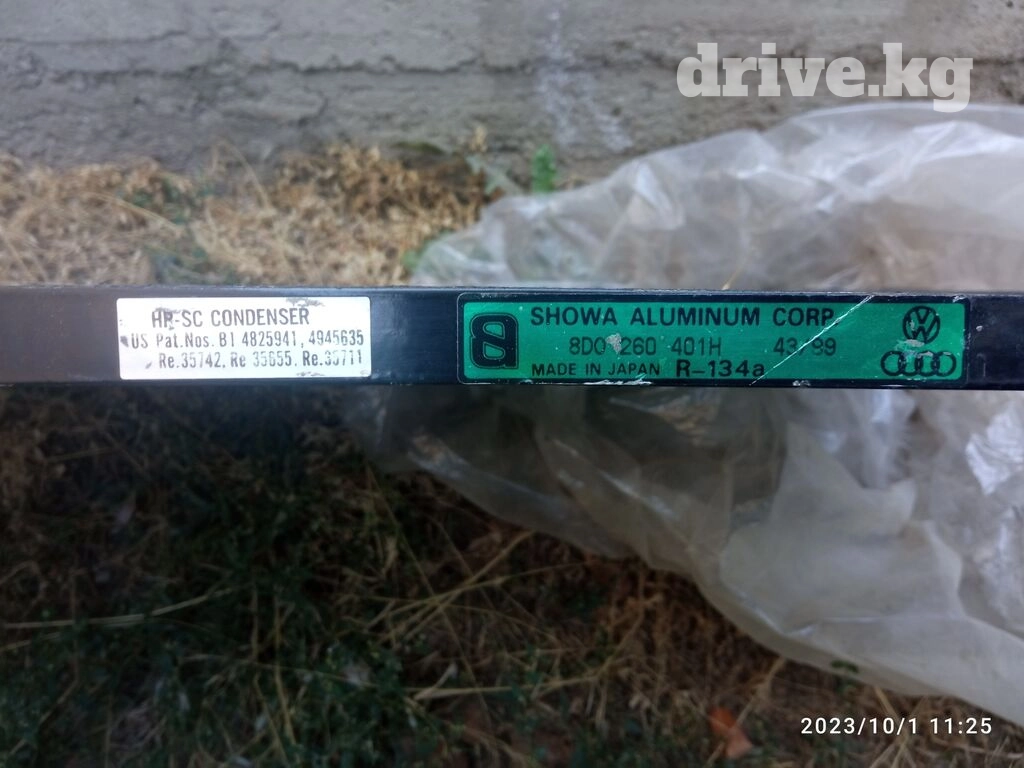 drive.kg
HP-SC CONDENSER
US Pat.Nos. B1 4825941, 4945635
Re.35742, Re 35655. Re.35711
SHOWA ALUMINUM CORP.
8D0 260 401H 43/99
MADE IN JAPAN R-134a
2023/10/1 11:25